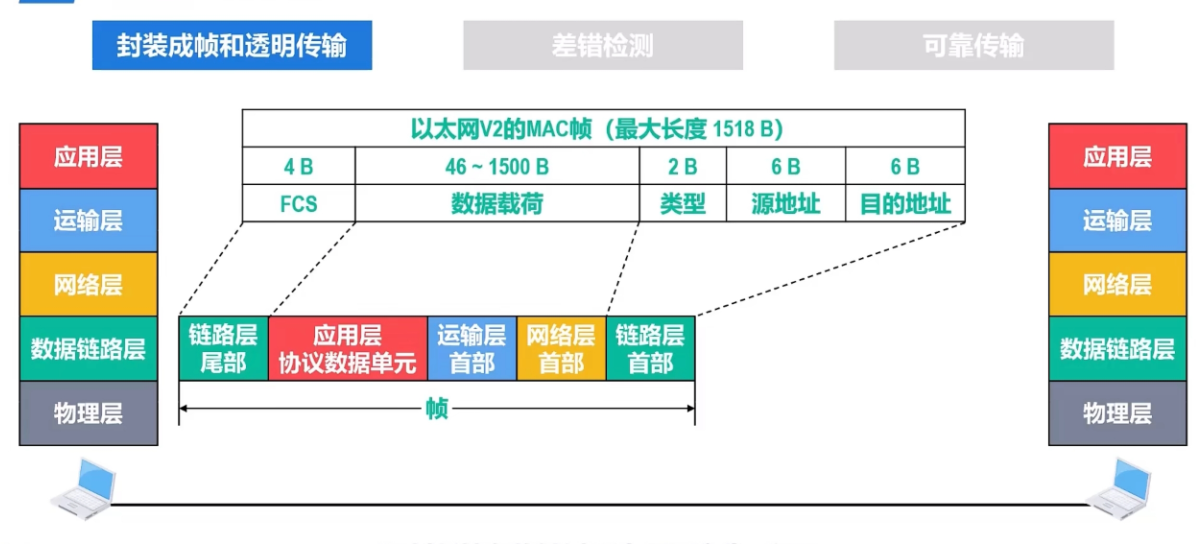 封装成帧和透明传输
差错检测
可靠传输
以太网V2的MAC帧（最大长度 1518 B）
4 B
46 ~ 1500 B
2 B
6 B
6 B
FCS
数据载荷
类型
源地址
目的地址
应用层
运输层
网络层
数据链路层
物理层
链路层
尾部
应用层
协议数据单元
运输层
首部
网络层
首部
链路层
首部
帧
应用层
运输层
网络层
数据链路层
物理层